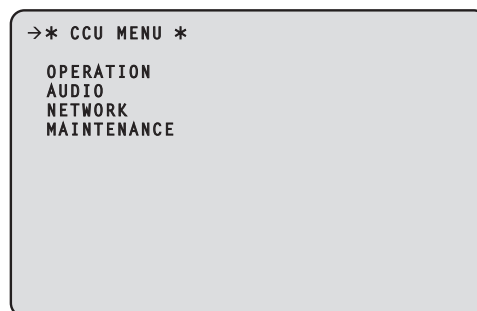 →* CCU MENU *
OPERATION
AUDIO
NETWORK
MAINTENANCE